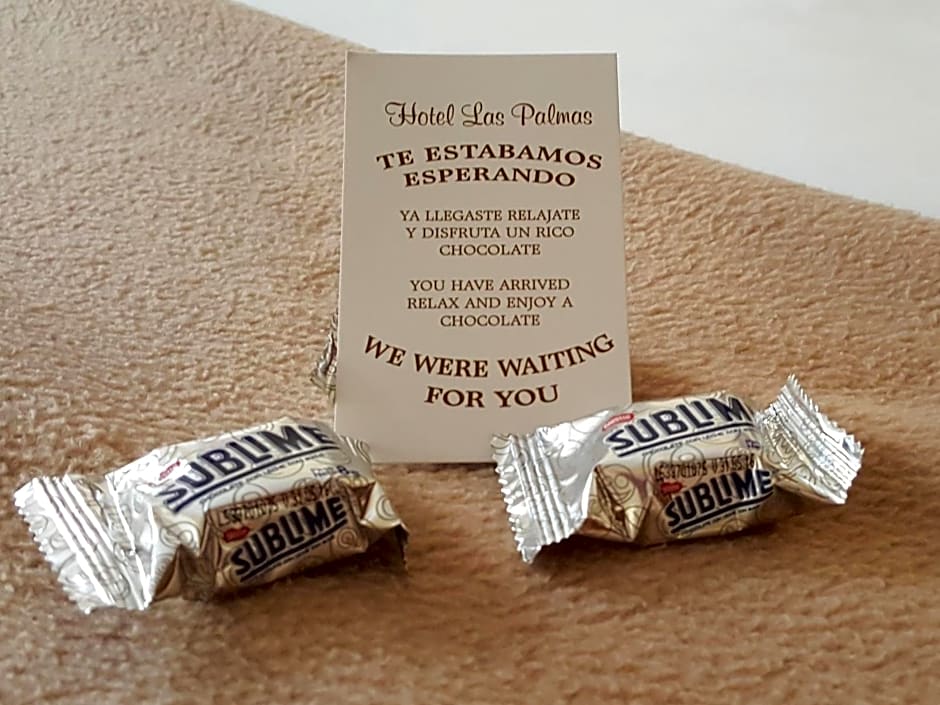 Hotel Las Palmas
TE ESTABAMOS
ESPERANDO
YA LLEGASTE RELAJATE
Y DISFRUTA UN RICO
CHOCOLATE
YOU HAVE ARRIVED
RELAX AND ENJOY A
CHOCOLATE
WE WERE WAITING
FOR YOU
SUBLIME
SUBLIME
SUBLIM
SUBLIME